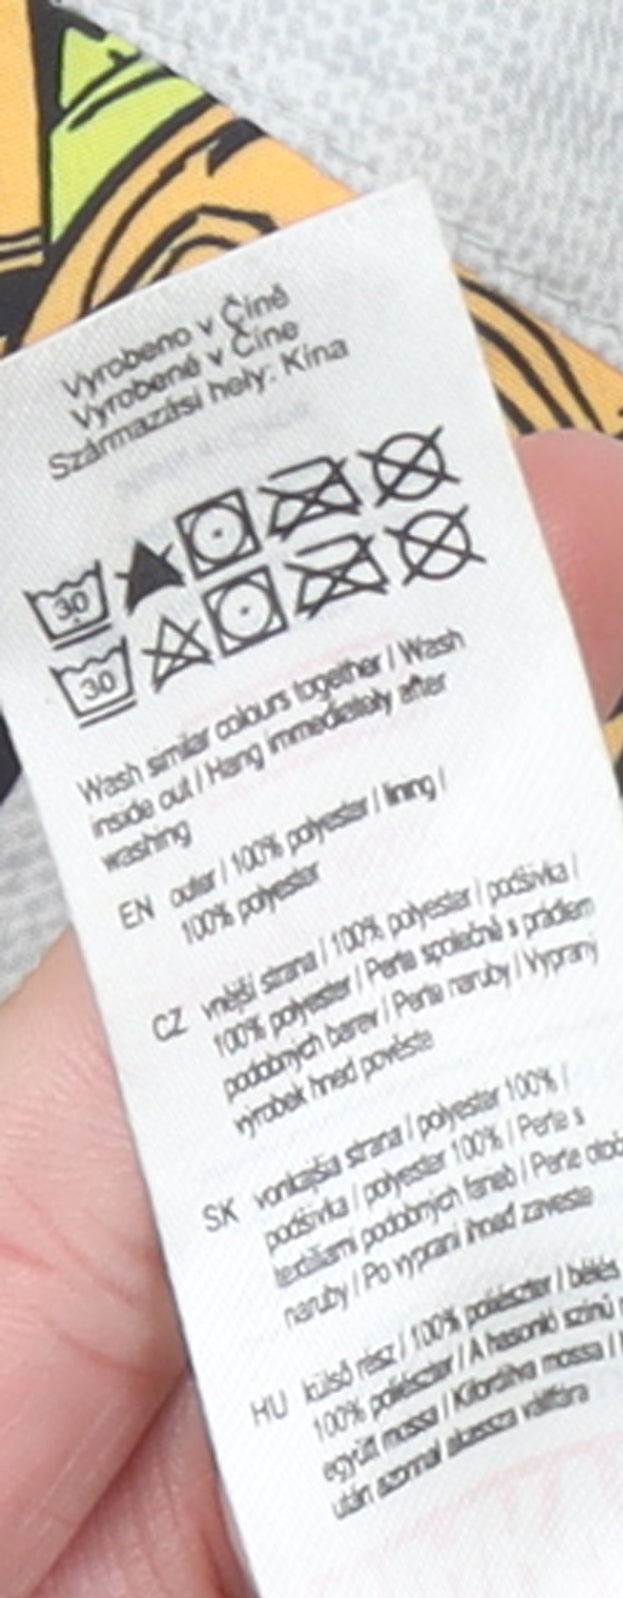 Vyrobeno v Číně
Vyrobené v Číne
Származási hely: Kína
30
30
Wash similar colours together / Wash
inside out / Hang immediately after
washing
EN outer / 100% polyester / lining /
100% polyester
CZ vnější strana / 100% polyester / podšívka /
100% polyester / Perte společně s prádlem
podobných barev / Perte naruby / Vypraný
výrobek hned pověste
SK vonkajšia strana / polyester 100% /
podšívka / polyester 100% / Perte s
textíliami podobných farieb / Perte
naruby / Po vypraní ihneď zaveste
HU külső rész / 100% poliészter / bélés
100% poliészter / A hasonló színű
együtt mossa / Kifordítva mossa /
után azonnal akassza vállfára